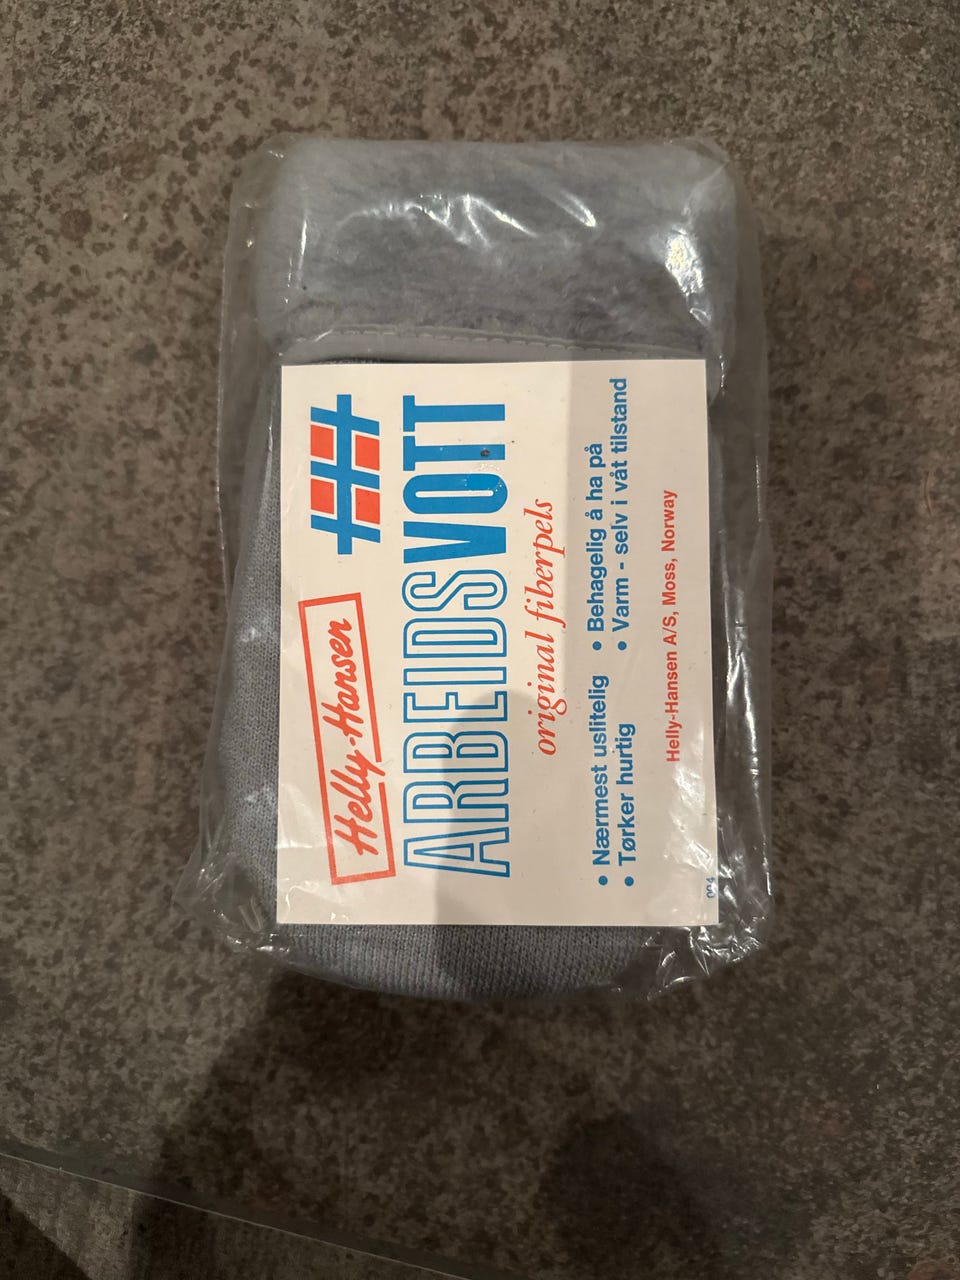 Helly-Hansen
ARBEIDSVOTT
original fiberpels
• Nærmest uslitelig • Behagelig å ha på
• Tørker hurtig • Varm - selv i våt tilstand
Helly-Hansen A/S, Moss, Norway
004